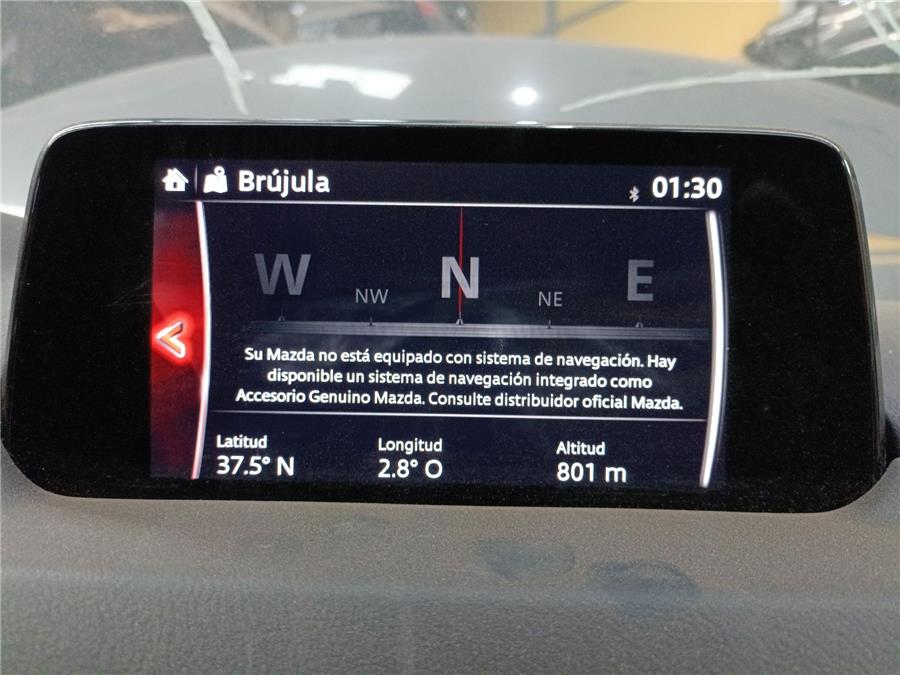 Brújula
01:30
W NW N NE E
Su Mazda no está equipado con sistema de navegación. Hay
disponible un sistema de navegación integrado como
Accesorio Genuino Mazda. Consulte distribuidor oficial Mazda.
Latitud Longitud Altitud
37.5° N 2.8° O 801 m